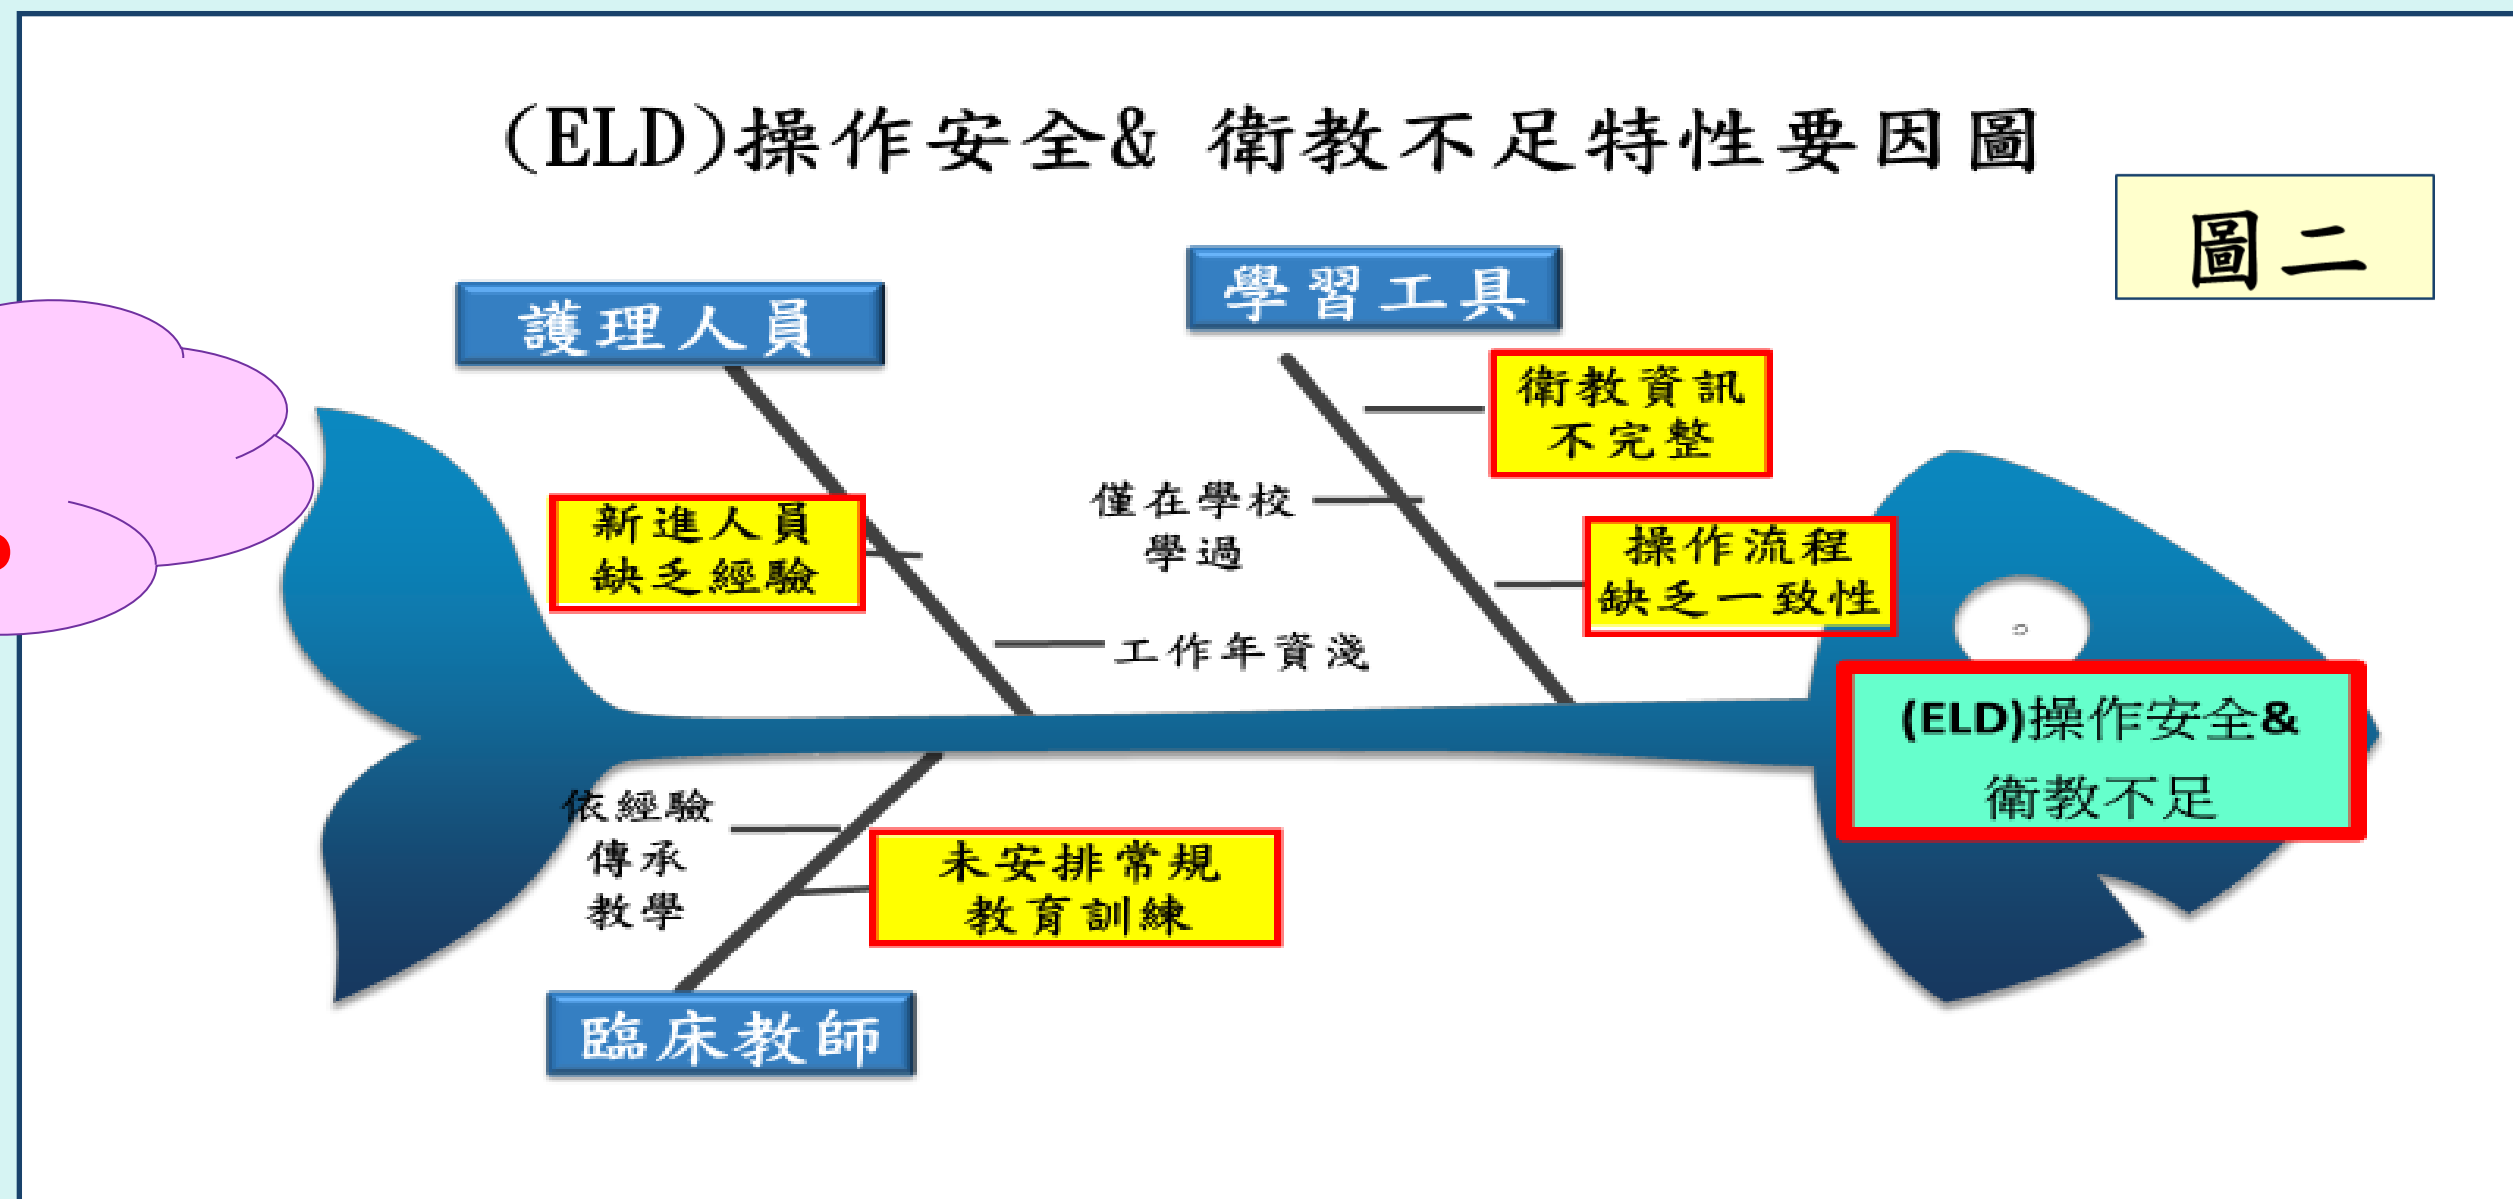 (ELD)操作安全& 衛教不足特性要因圖
圖二
護理人員
學習工具
衛教資訊
不完整
僅在學校
學過
新進人員
缺乏經驗
操作流程
缺乏一致性
工作年資淺
(ELD)操作安全&
衛教不足
依經驗
傳承
教學
未安排常規
教育訓練
臨床教師